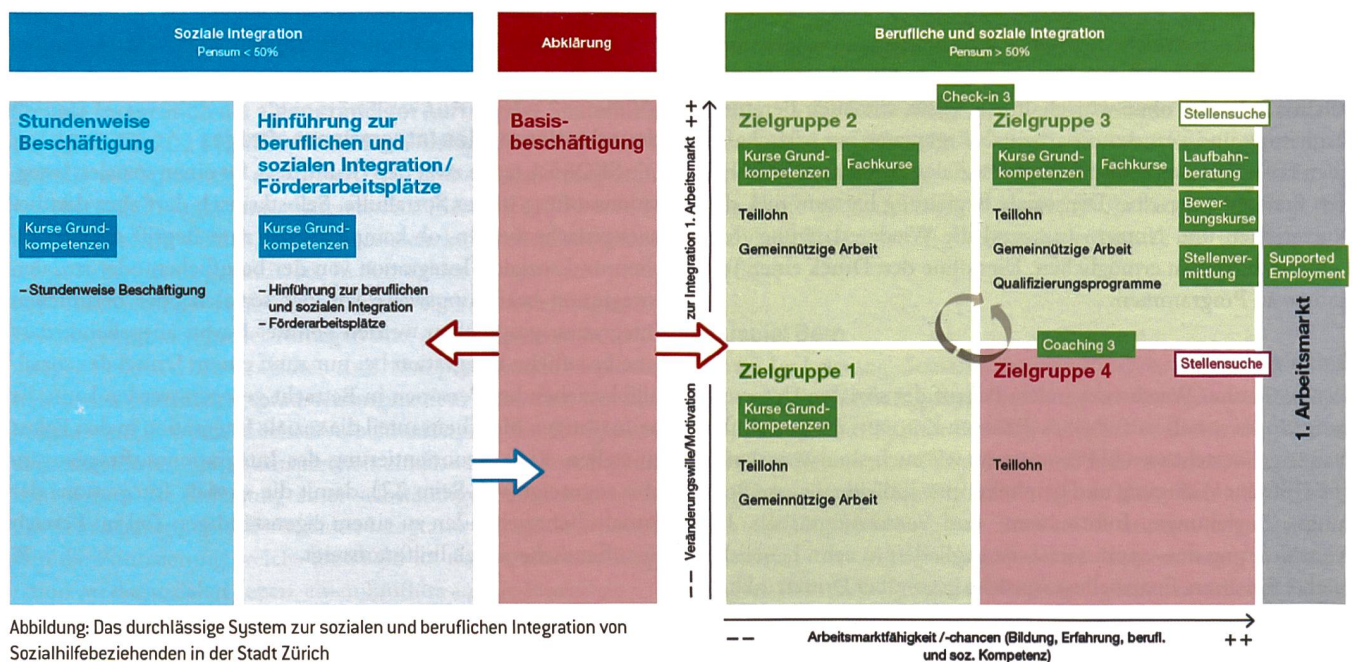 Soziale Integration
Pensum < 50%
Abklärung
Berufliche und soziale Integration
Pensum > 50%
Stundenweise
Beschäftigung
Kurse Grund-
kompetenzen
– Stundenweise Beschäftigung
Hinführung zur
beruflichen und
sozialen Integration/
Förderarbeitsplätze
Kurse Grund-
kompetenzen
– Hinführung zur beruflichen
und sozialen Integration
– Förderarbeitsplätze
Basis-
beschäftigung
– – Veränderungswille/Motivation zur Integration 1. Arbeitsmarkt ++
Check-in 3
Zielgruppe 2
Kurse Grund-
kompetenzen
Fachkurse
Teillohn
Gemeinnützige Arbeit
Zielgruppe 3
Stellensuche
Kurse Grund-
kompetenzen
Fachkurse
Laufbahn-
beratung
Bewer-
bungskurse
Teillohn
Gemeinnützige Arbeit
Qualifizierungsprogramme
Stellenver-
mittlung
Supported
Employment
Coaching 3
Zielgruppe 1
Kurse Grund-
kompetenzen
Teillohn
Gemeinnützige Arbeit
Zielgruppe 4
Stellensuche
Teillohn
1. Arbeitsmarkt
– – Arbeitsmarktfähigkeit /-chancen (Bildung, Erfahrung, berufl. ++
und soz. Kompetenz)
Abbildung: Das durchlässige System zur sozialen und beruflichen Integration von
Sozialhilfebeziehenden in der Stadt Zürich